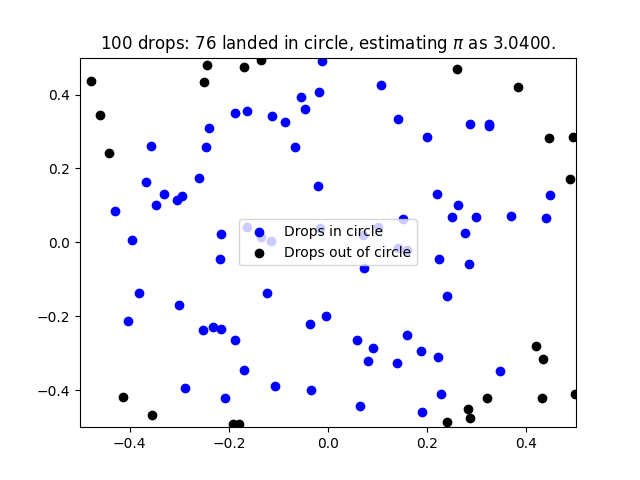 100 drops: 76 landed in circle, estimating π as 3.0400.
0.4
0.2
0.0
−0.2
−0.4
Drops in circle
Drops out of circle
−0.4 −0.2 0.0 0.2 0.4